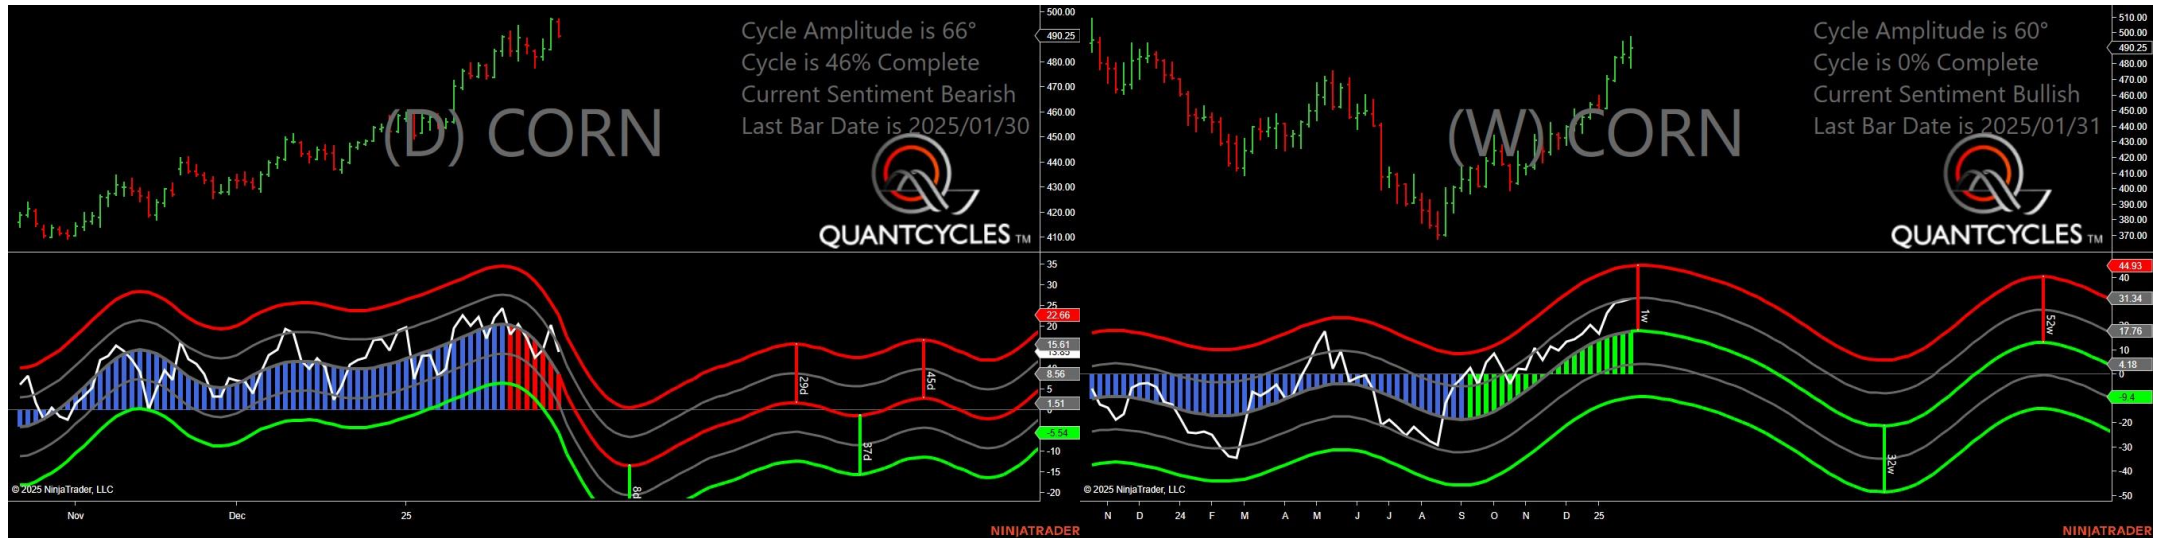 Cycle Amplitude is 66°
Cycle is 46% Complete
Current Sentiment Bearish
Last Bar Date is 2025/01/30
(D) CORN
QUANTCYCLES TM
500.00
490.25
480.00
470.00
460.00
450.00
440.00
430.00
420.00
410.00
35
30
25
22.66
20
15.61
13.85
8.56
5
1.51
0
-5.54
-10
-15
-20
8d
29d
37d
45d
© 2025 NinjaTrader, LLC
Nov
Dec
25
NINJATRADER
Cycle Amplitude is 60°
Cycle is 0% Complete
Current Sentiment Bullish
Last Bar Date is 2025/01/31
(W) CORN
QUANTCYCLES TM
510.00
500.00
490.25
480.00
470.00
460.00
450.00
440.00
430.00
420.00
410.00
400.00
390.00
380.00
370.00
44.93
40
31.34
17.76
10
4.18
0
-9.4
-20
-30
-40
-50
1w
32w
52w
© 2025 NinjaTrader, LLC
N D 24 F M A M J J A S O N D 25
NINJATRADER